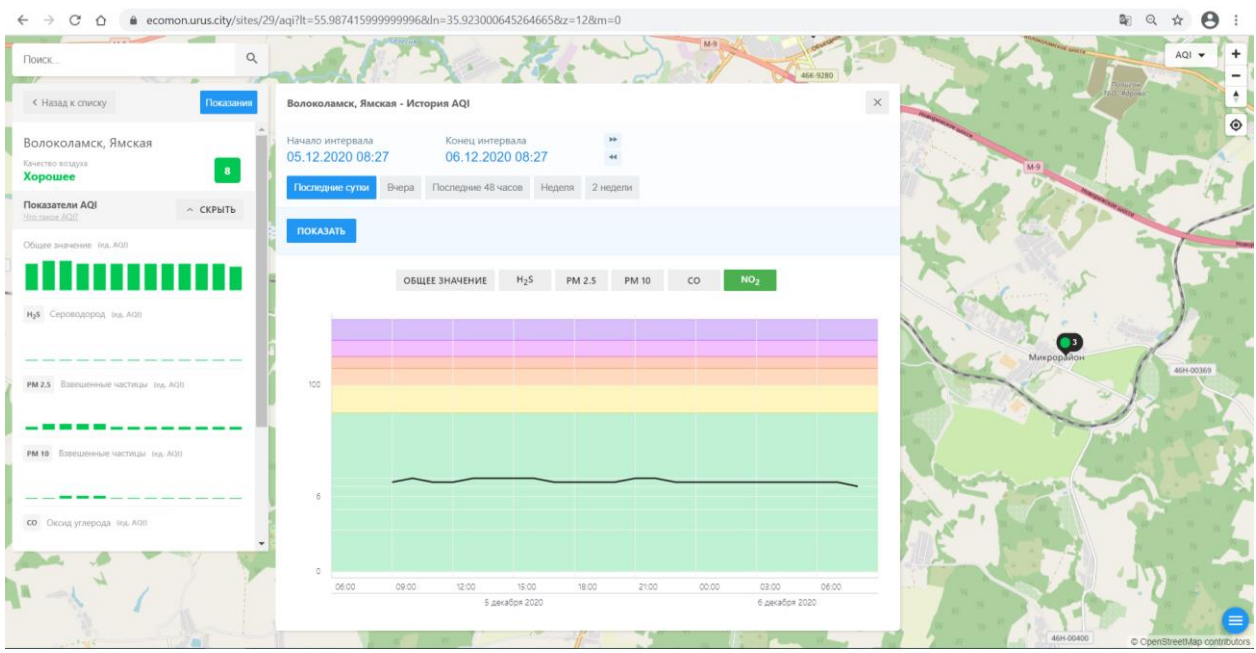 ecomon.urus.city/sites/29/aqi?lt=55.987415999999996&ln=35.923000645264665&z=12&m=0
Поиск...
М-9
46К-9280
AQI
Назад к списку
Показания
Волоколамск, Ямская - История AQI
Волоколамск, Ямская
Качество воздуха
Хорошее
8
Начало интервала
Конец интервала
05.12.2020 08:27
06.12.2020 08:27
Последние сутки
Вчера
Последние 48 часов
Неделя
2 недели
Показатели AQI
Что такое AQI?
СКРЫТЬ
ПОКАЗАТЬ
Общее значение (ед. AQI)
ОБЩЕЕ ЗНАЧЕНИЕ
H2S
PM 2.5
PM 10
CO
NO2
H2S Сероводород (ед. AQI)
PM 2.5 Взвешенные частицы (ед. AQI)
PM 10 Взвешенные частицы (ед. AQI)
CO Оксид углерода (ед. AQI)
100
6
0
06:00
09:00
12:00
15:00
18:00
21:00
00:00
03:00
06:00
5 декабря 2020
6 декабря 2020
М-9
Новорижское шоссе
3
Микрорайон
46Н-00369
46Н-00400
© OpenStreetMap contributors